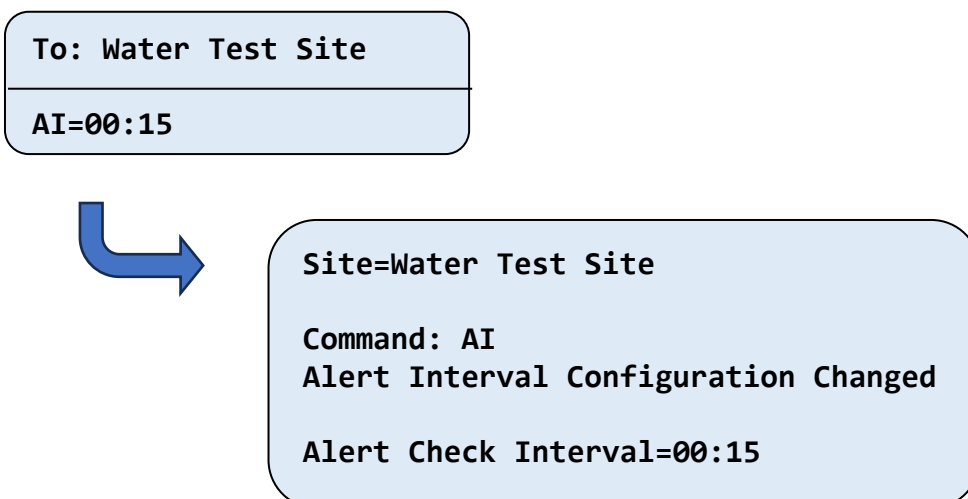 To: Water Test Site
AI=00:15
Site=Water Test Site
Command: AI
Alert Interval Configuration Changed
Alert Check Interval=00:15